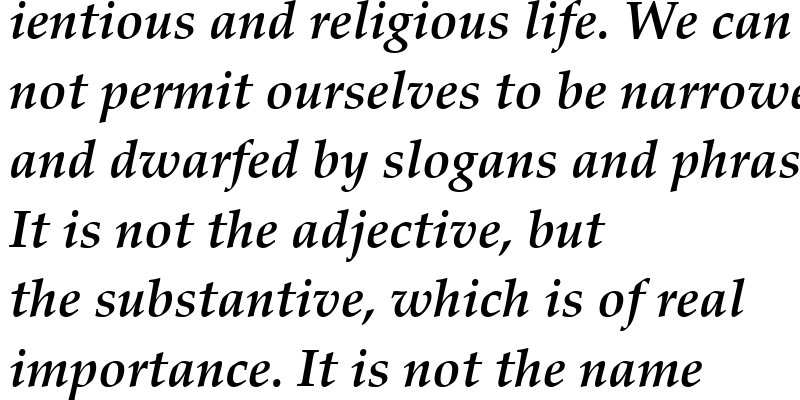 ientious and religious life. We can
not permit ourselves to be narrowe
and dwarfed by slogans and phras
It is not the adjective, but
the substantive, which is of real
importance. It is not the name